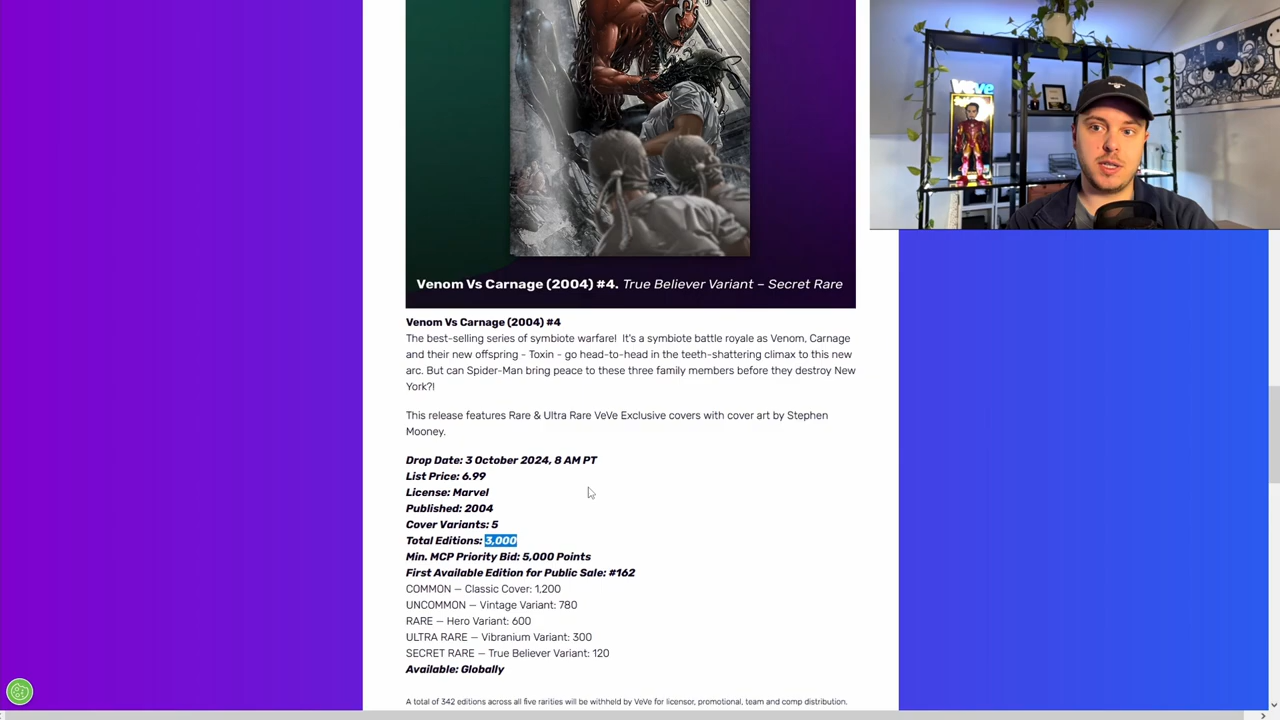 veve
Venom Vs Carnage (2004) #4. True Believer Variant – Secret Rare
Venom Vs Carnage (2004) #4
The best-selling series of symbiote warfare! It's a symbiote battle royale as Venom, Carnage
and their new offspring - Toxin - go head-to-head in the teeth-shattering climax to this new
arc. But can Spider-Man bring peace to these three family members before they destroy New
York?!
This release features Rare & Ultra Rare VeVe Exclusive covers with cover art by Stephen
Mooney.
Drop Date: 3 October 2024, 8 AM PT
List Price: 6.99
License: Marvel
Published: 2004
Cover Variants: 5
Total Editions: 3,000
Min. MCP Priority Bid: 5,000 Points
First Available Edition for Public Sale: #162
COMMON — Classic Cover: 1,200
UNCOMMON — Vintage Variant: 780
RARE — Hero Variant: 600
ULTRA RARE — Vibranium Variant: 300
SECRET RARE — True Believer Variant: 120
Available: Globally
A total of 342 editions across all five rarities will be withheld by VeVe for licensor, promotional, team and comp distribution.